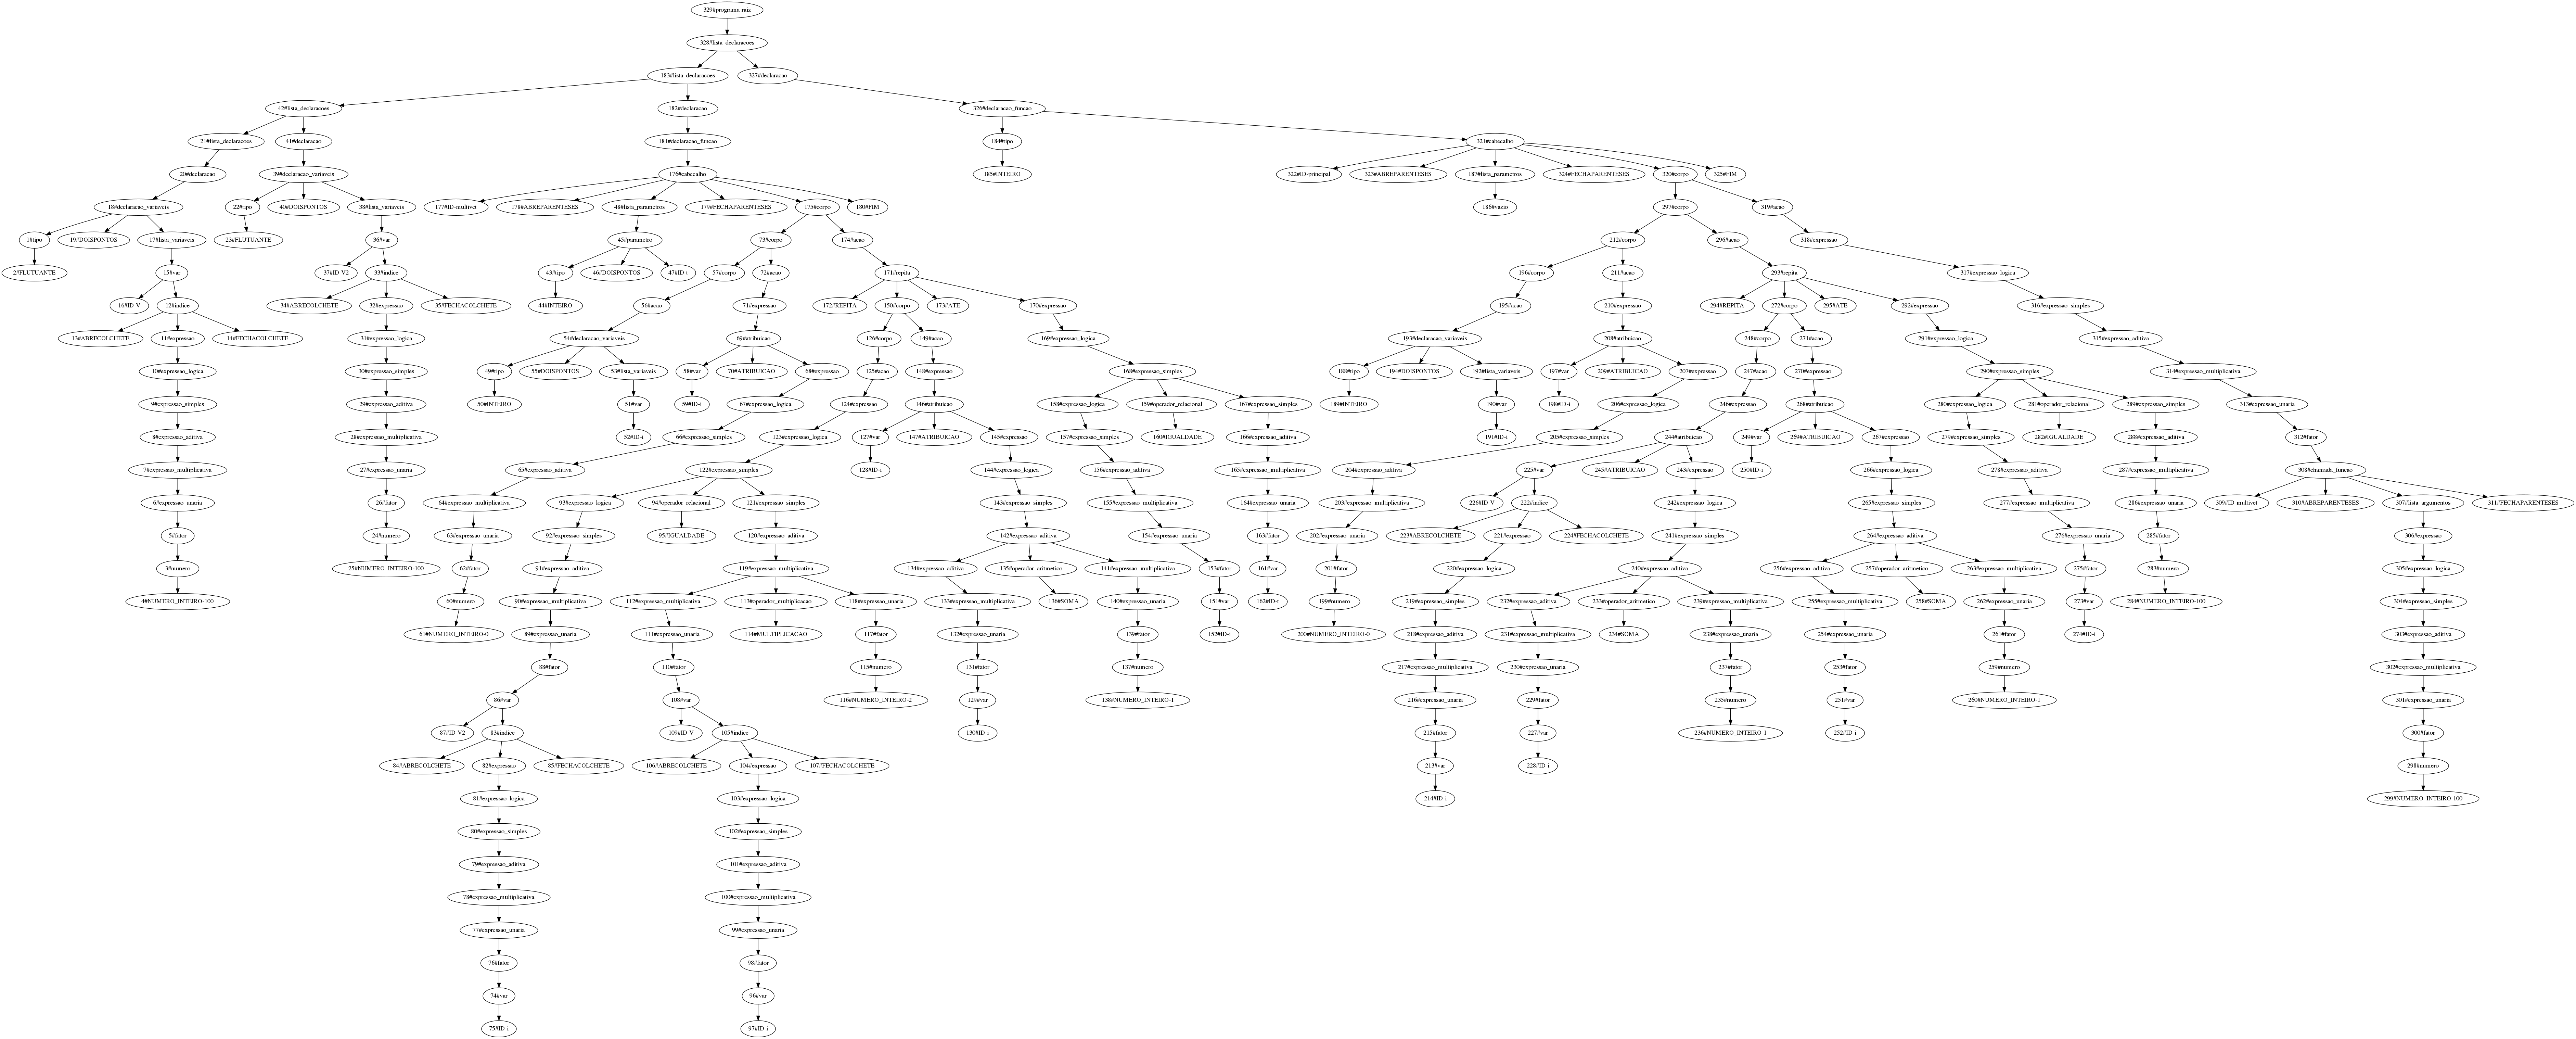 329#programa-raiz
328#lista_declaracoes
183#lista_declaracoes 327#declaracao
42#lista_declaracoes 182#declaracao 326#declaracao_funcao
21#lista_declaracoes 41#declaracao 181#declaracao_funcao 184#tipo 321#cabecalho
20#declaracao 39#declaracao_variaveis 176#cabecalho 185#INTEIRO 322#ID-principal 323#ABREPARENTESES 187#lista_parametros 324#FECHAPARENTESES 320#corpo 325#FIM
18#declaracao_variaveis 22#tipo 40#DOISPONTOS 38#lista_variaveis 177#ID-multivet 178#ABREPARENTESES 48#lista_parametros 179#FECHAPARENTESES 175#corpo 180#FIM 186#vazio 297#corpo 319#acao
1#tipo 19#DOISPONTOS 17#lista_variaveis 23#FLUTUANTE 36#var 45#parametro 73#corpo 174#acao 212#corpo 296#acao 318#expressao
2#FLUTUANTE 15#var 37#ID-V2 33#indice 43#tipo 46#DOISPONTOS 47#ID-t 57#corpo 72#acao 171#repita 196#corpo 211#acao 293#repita 317#expressao_logica
16#ID-V 12#indice 34#ABRECOLCHETE 32#expressao 35#FECHACOLCHETE 44#INTEIRO 56#acao 71#expressao 172#REPITA 150#corpo 173#ATE 170#expressao 195#acao 210#expressao 294#REPITA 272#corpo 295#ATE 292#expressao 316#expressao_simples
13#ABRECOLCHETE 11#expressao 14#FECHACOLCHETE 31#expressao_logica 54#declaracao_variaveis 69#atribuicao 126#corpo 149#acao 169#expressao_logica 193#declaracao_variaveis 208#atribuicao 248#corpo 271#acao 291#expressao_logica 315#expressao_aditiva
10#expressao_logica 30#expressao_simples 49#tipo 55#DOISPONTOS 53#lista_variaveis 58#var 70#ATRIBUICAO 68#expressao 125#acao 148#expressao 168#expressao_simples 188#tipo 194#DOISPONTOS 192#lista_variaveis 197#var 209#ATRIBUICAO 207#expressao 247#acao 270#expressao 290#expressao_simples 314#expressao_multiplicativa
9#expressao_simples 29#expressao_aditiva 50#INTEIRO 51#var 59#ID-i 67#expressao_logica 124#expressao 146#atribuicao 158#expressao_logica 159#operador_relacional 167#expressao_simples 189#INTEIRO 190#var 198#ID-i 206#expressao_logica 246#expressao 268#atribuicao 280#expressao_logica 281#operador_relacional 289#expressao_simples 313#expressao_unaria
8#expressao_aditiva 28#expressao_multiplicativa 52#ID-i 66#expressao_simples 123#expressao_logica 127#var 147#ATRIBUICAO 145#expressao 157#expressao_simples 160#IGUALDADE 166#expressao_aditiva 191#ID-i 205#expressao_simples 244#atribuicao 249#var 269#ATRIBUICAO 267#expressao 279#expressao_simples 282#IGUALDADE 288#expressao_aditiva 312#fator
7#expressao_multiplicativa 27#expressao_unaria 65#expressao_aditiva 122#expressao_simples 128#ID-i 144#expressao_logica 156#expressao_aditiva 165#expressao_multiplicativa 204#expressao_aditiva 225#var 245#ATRIBUICAO 243#expressao 250#ID-i 266#expressao_logica 278#expressao_aditiva 287#expressao_multiplicativa 308#chamada_funcao
6#expressao_unaria 26#fator 64#expressao_multiplicativa 93#expressao_logica 94#operador_relacional 121#expressao_simples 143#expressao_simples 155#expressao_multiplicativa 164#expressao_unaria 203#expressao_multiplicativa 226#ID-V 222#indice 242#expressao_logica 265#expressao_simples 277#expressao_multiplicativa 286#expressao_unaria 309#ID-multivet 310#ABREPARENTESES 307#lista_argumentos 311#FECHAPARENTESES
5#fator 24#numero 63#expressao_unaria 92#expressao_simples 95#IGUALDADE 120#expressao_aditiva 142#expressao_aditiva 154#expressao_unaria 163#fator 202#expressao_unaria 223#ABRECOLCHETE 221#expressao 224#FECHACOLCHETE 241#expressao_simples 264#expressao_aditiva 276#expressao_unaria 285#fator 306#expressao
3#numero 25#NUMERO_INTEIRO-100 62#fator 91#expressao_aditiva 119#expressao_multiplicativa 134#expressao_aditiva 135#operador_aritmetico 141#expressao_multiplicativa 153#fator 161#var 201#fator 220#expressao_logica 240#expressao_aditiva 256#expressao_aditiva 257#operador_aritmetico 263#expressao_multiplicativa 275#fator 283#numero 305#expressao_logica
4#NUMERO_INTEIRO-100 60#numero 90#expressao_multiplicativa 112#expressao_multiplicativa 113#operador_multiplicacao 118#expressao_unaria 133#expressao_multiplicativa 136#SOMA 140#expressao_unaria 151#var 162#ID-t 199#numero 219#expressao_simples 232#expressao_aditiva 233#operador_aritmetico 239#expressao_multiplicativa 255#expressao_multiplicativa 258#SOMA 262#expressao_unaria 273#var 284#NUMERO_INTEIRO-100 304#expressao_simples
61#NUMERO_INTEIRO-0 89#expressao_unaria 111#expressao_unaria 114#MULTIPLICACAO 117#fator 132#expressao_unaria 139#fator 152#ID-i 200#NUMERO_INTEIRO-0 218#expressao_aditiva 231#expressao_multiplicativa 234#SOMA 238#expressao_unaria 254#expressao_unaria 261#fator 274#ID-i 303#expressao_aditiva
88#fator 110#fator 115#numero 131#fator 137#numero 217#expressao_multiplicativa 230#expressao_unaria 237#fator 253#fator 259#numero 302#expressao_multiplicativa
86#var 108#var 116#NUMERO_INTEIRO-2 129#var 138#NUMERO_INTEIRO-1 216#expressao_unaria 229#fator 235#numero 251#var 260#NUMERO_INTEIRO-1 301#expressao_unaria
87#ID-V2 83#indice 109#ID-V 105#indice 130#ID-i 215#fator 227#var 236#NUMERO_INTEIRO-1 252#ID-i 300#fator
84#ABRECOLCHETE 82#expressao 85#FECHACOLCHETE 106#ABRECOLCHETE 104#expressao 107#FECHACOLCHETE 213#var 228#ID-i 298#numero
81#expressao_logica 103#expressao_logica 214#ID-i 299#NUMERO_INTEIRO-100
80#expressao_simples 102#expressao_simples
79#expressao_aditiva 101#expressao_aditiva
78#expressao_multiplicativa 100#expressao_multiplicativa
77#expressao_unaria 99#expressao_unaria
76#fator 98#fator
74#var 96#var
75#ID-i 97#ID-i